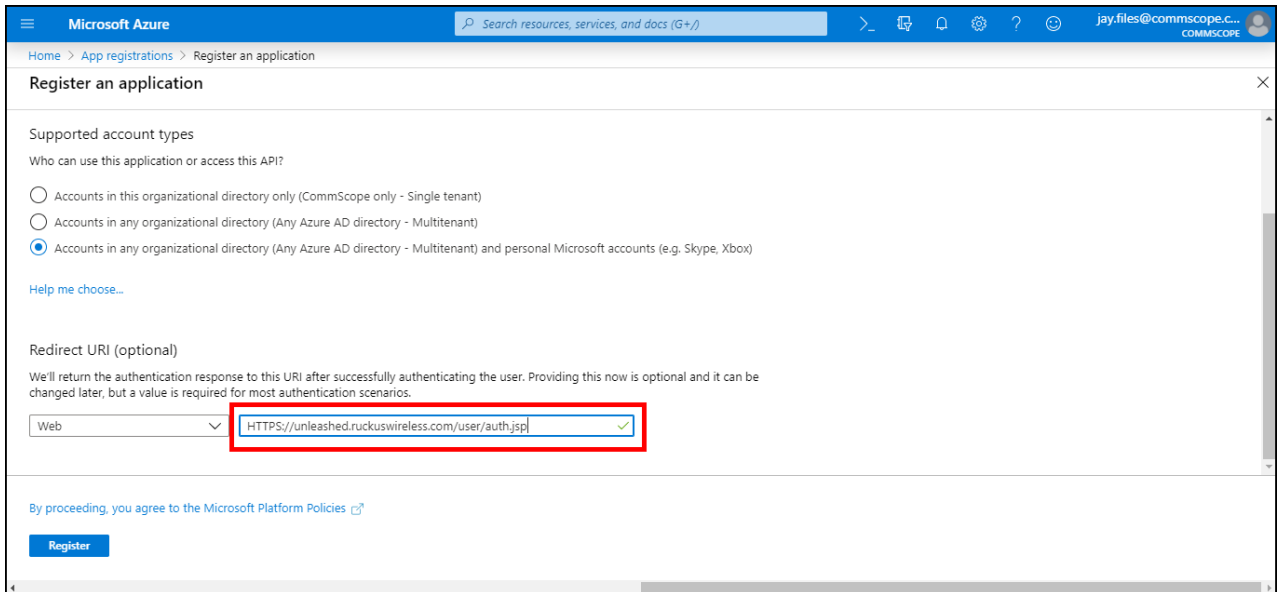 Microsoft Azure
Search resources, services, and docs (G+/)
jay.files@commscope.c...
COMMSCOPE
Home > App registrations > Register an application
Register an application
Supported account types
Who can use this application or access this API?
Accounts in this organizational directory only (CommScope only - Single tenant)
Accounts in any organizational directory (Any Azure AD directory - Multitenant)
Accounts in any organizational directory (Any Azure AD directory - Multitenant) and personal Microsoft accounts (e.g. Skype, Xbox)
Help me choose...
Redirect URI (optional)
We'll return the authentication response to this URI after successfully authenticating the user. Providing this now is optional and it can be
changed later, but a value is required for most authentication scenarios.
Web
HTTPS://unleashed.ruckuswireless.com/user/auth.jsp
By proceeding, you agree to the Microsoft Platform Policies
Register